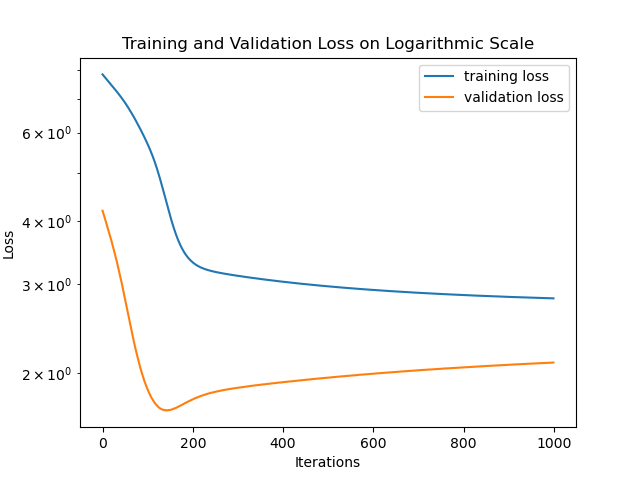 Training and Validation Loss on Logarithmic Scale
training loss
validation loss
6 × 10⁰
4 × 10⁰
3 × 10⁰
2 × 10⁰
Loss
0 200 400 600 800 1000
Iterations